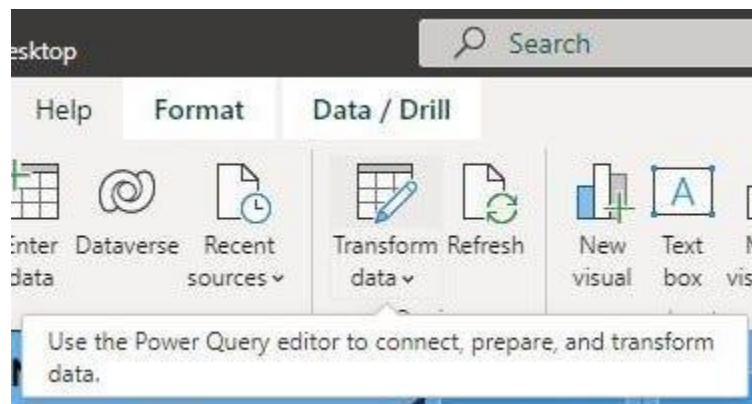 esktop
Search
Help Format Data / Drill
Enter Dataverse Recent Transform Refresh New Text
data sources data visual box vis
Use the Power Query editor to connect, prepare, and transform
data.